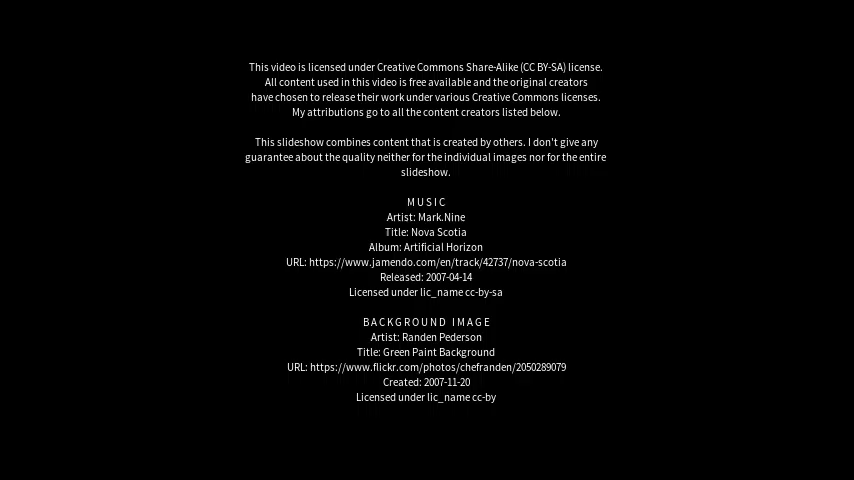 This video is licensed under Creative Commons Share-Alike (CC BY-SA) license.
All content used in this video is free available and the original creators
have chosen to release their work under various Creative Commons licenses.
My attributions go to all the content creators listed below.
This slideshow combines content that is created by others. I don't give any
guarantee about the quality neither for the individual images nor for the entire
slideshow.
M U S I C
Artist: Mark.Nine
Title: Nova Scotia
Album: Artificial Horizon
URL: https://www.jamendo.com/en/track/42737/nova-scotia
Released: 2007-04-14
Licensed under lic_name cc-by-sa
B A C K G R O U N D   I M A G E
Artist: Randen Pederson
Title: Green Paint Background
URL: https://www.flickr.com/photos/chefranden/2050289079
Created: 2007-11-20
Licensed under lic_name cc-by